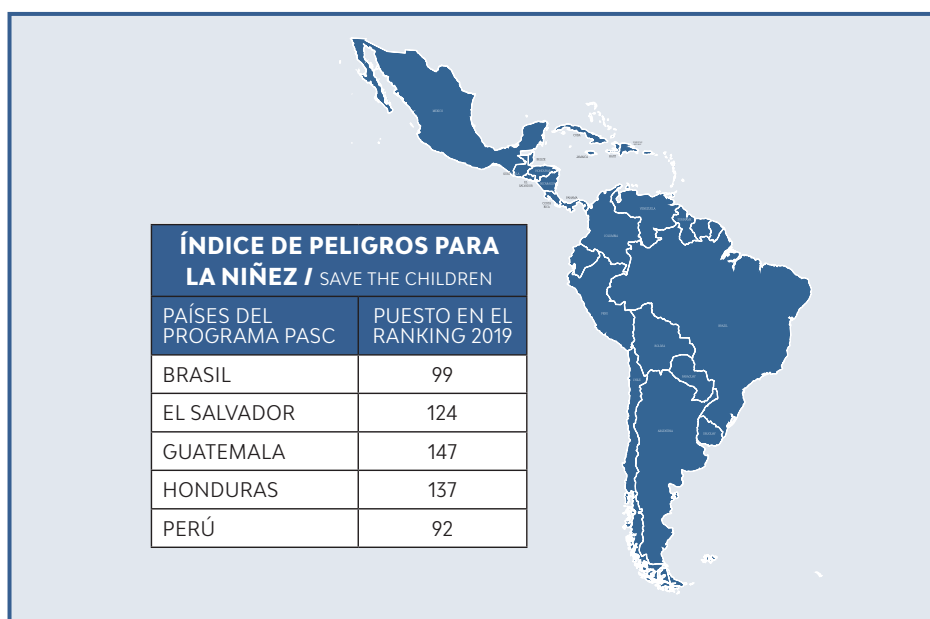 ÍNDICE DE PELIGROS PARA
LA NIÑEZ / SAVE THE CHILDREN
PAÍSES DEL
PROGRAMA PASC
PUESTO EN EL
RANKING 2019
BRASIL 99
EL SALVADOR 124
GUATEMALA 147
HONDURAS 137
PERÚ 92